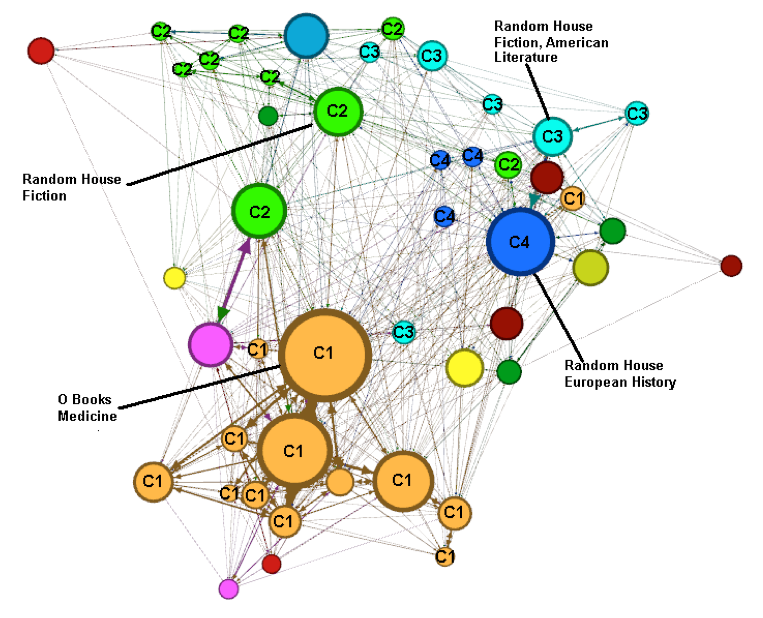 Random House
Fiction, American
Literature
C2
C2
C2
C3
C3
C2
C2
C2
C2
C3
C3
C3
C4
C4
C2
C1
Random House
Fiction
C2
C4
C4
C3
C1
C1
Random House
European History
O Books
Medicine
C1
C1
C1
C1
C1
C1
C1
C1
C1